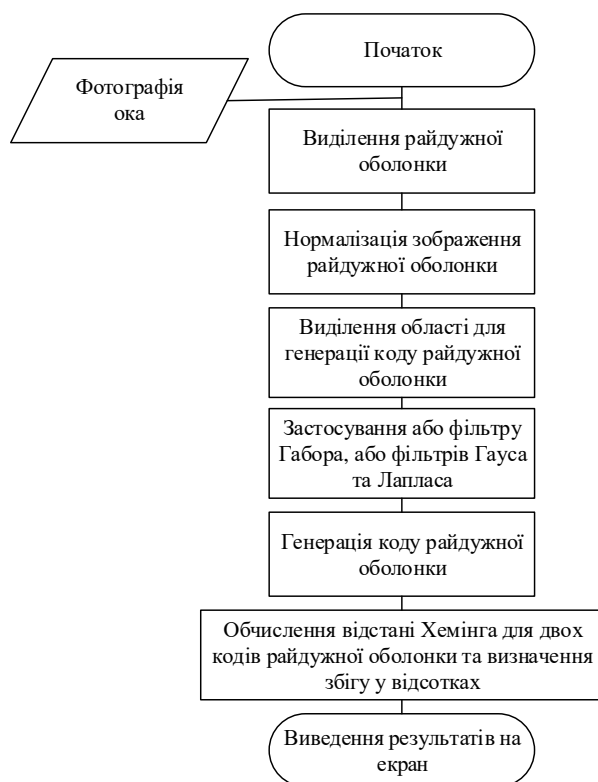 Початок
Фотографія
ока
Виділення райдужної
оболонки
Нормалізація зображення
райдужної оболонки
Виділення області для
генерації коду райдужної
оболонки
Застосування або фільтру
Габора, або фільтрів Гауса
та Лапласа
Генерація коду райдужної
оболонки
Обчислення відстані Хемінга для двох
кодів райдужної оболонки та визначення
збігу у відсотках
Виведення результатів на
екран